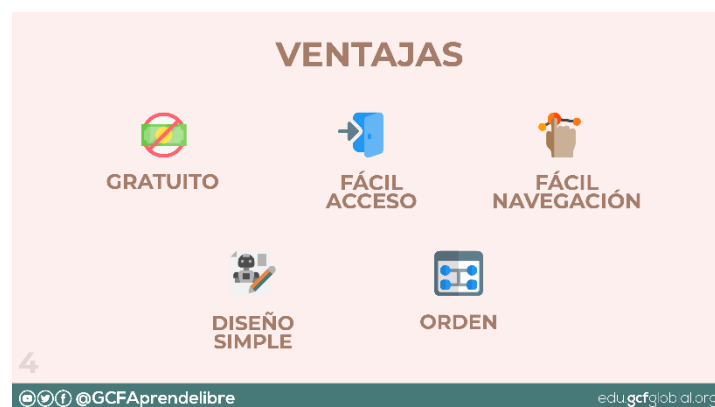 VENTAJAS
GRATUITO
FÁCIL
ACCESO
FÁCIL
NAVEGACIÓN
DISEÑO
SIMPLE
ORDEN
4
@GCFAprendelibre
edu.gcfglobal.org